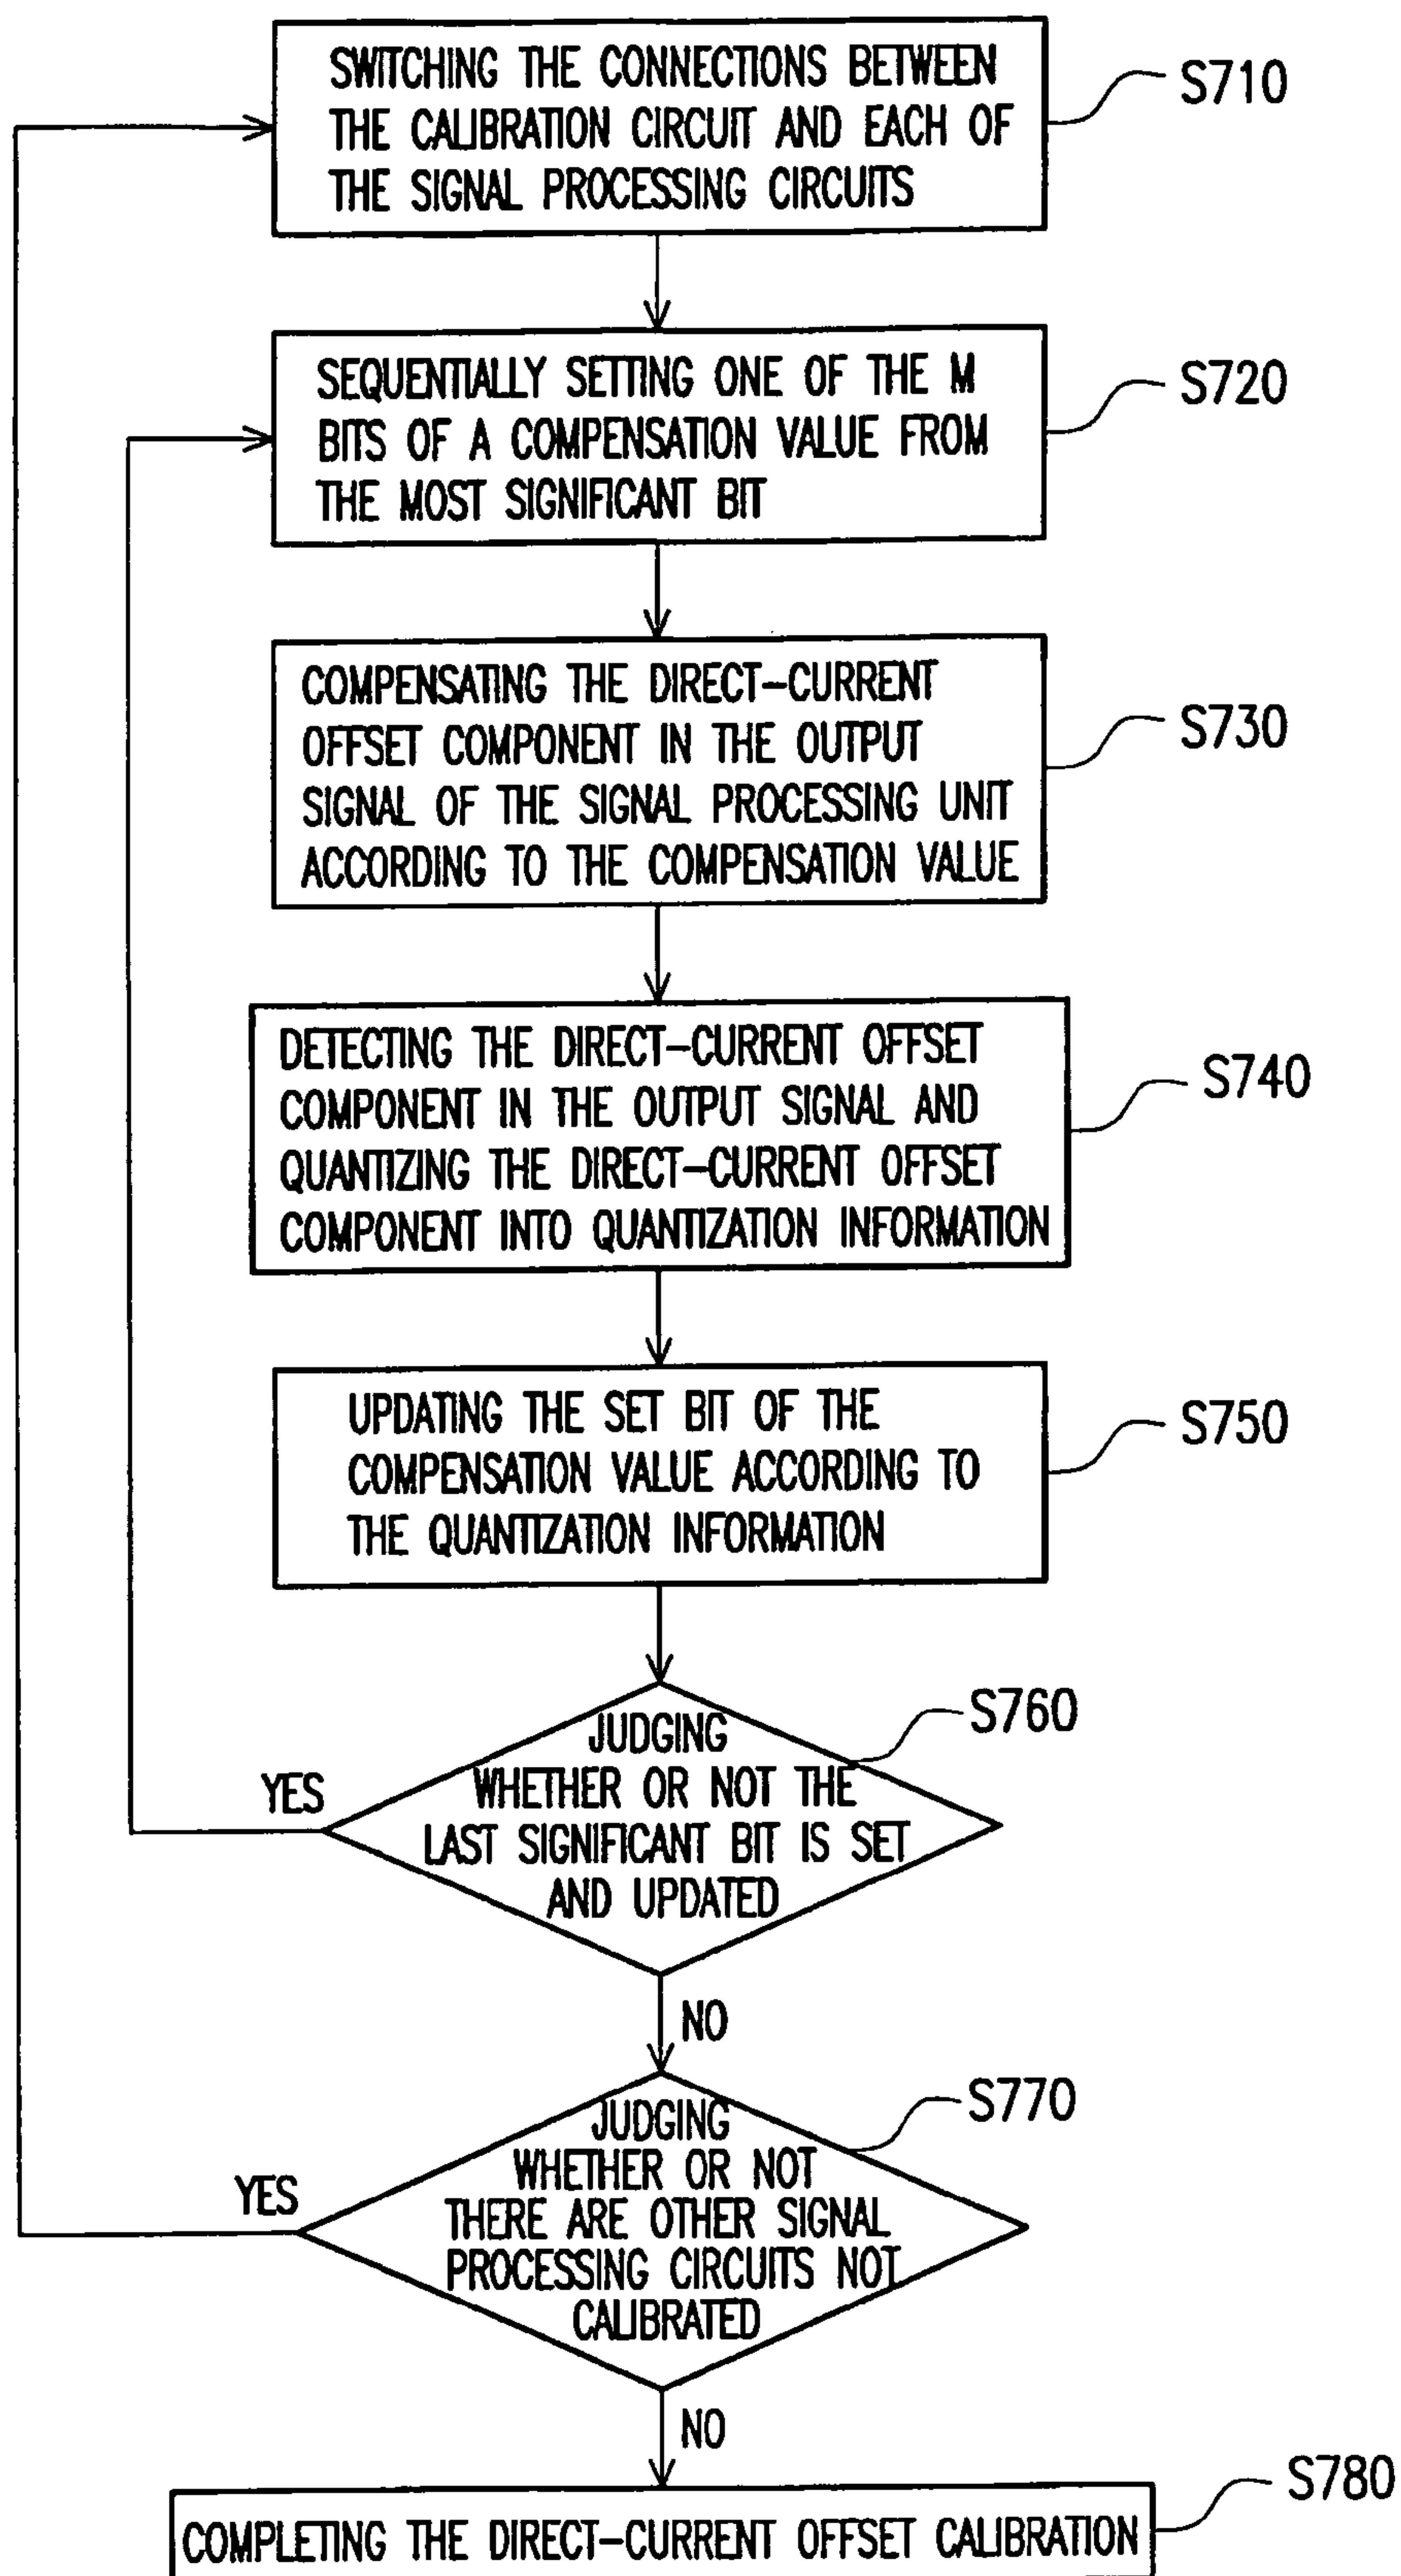 SWITCHING THE CONNECTIONS BETWEEN
THE CALIBRATION CIRCUIT AND EACH OF
THE SIGNAL PROCESSING CIRCUITS
S710
SEQUENTIALLY SETTING ONE OF THE M
BITS OF A COMPENSATION VALUE FROM
THE MOST SIGNIFICANT BIT
S720
COMPENSATING THE DIRECT-CURRENT
OFFSET COMPONENT IN THE OUTPUT
SIGNAL OF THE SIGNAL PROCESSING UNIT
ACCORDING TO THE COMPENSATION VALUE
S730
DETECTING THE DIRECT-CURRENT OFFSET
COMPONENT IN THE OUTPUT SIGNAL AND
QUANTIZING THE DIRECT-CURRENT OFFSET
COMPONENT INTO QUANTIZATION INFORMATION
S740
UPDATING THE SET BIT OF THE
COMPENSATION VALUE ACCORDING TO
THE QUANTIZATION INFORMATION
S750
JUDGING
WHETHER OR NOT THE
LAST SIGNIFICANT BIT IS SET
AND UPDATED
S760
YES
NO
JUDGING
WHETHER OR NOT
THERE ARE OTHER SIGNAL
PROCESSING CIRCUITS NOT
CALIBRATED
S770
YES
NO
COMPLETING THE DIRECT-CURRENT OFFSET CALIBRATION
S780